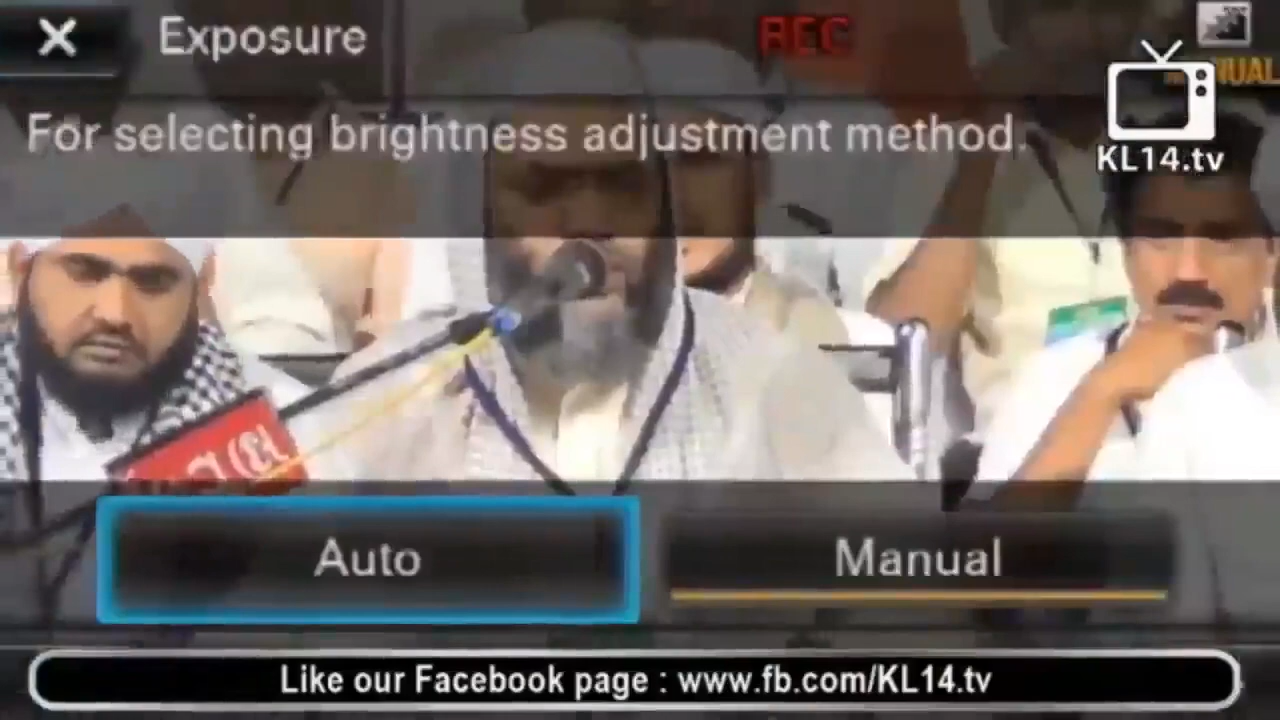 Exposure
REC
For selecting brightness adjustment method.
KL14.tv
Auto
Manual
Like our Facebook page : www.fb.com/KL14.tv